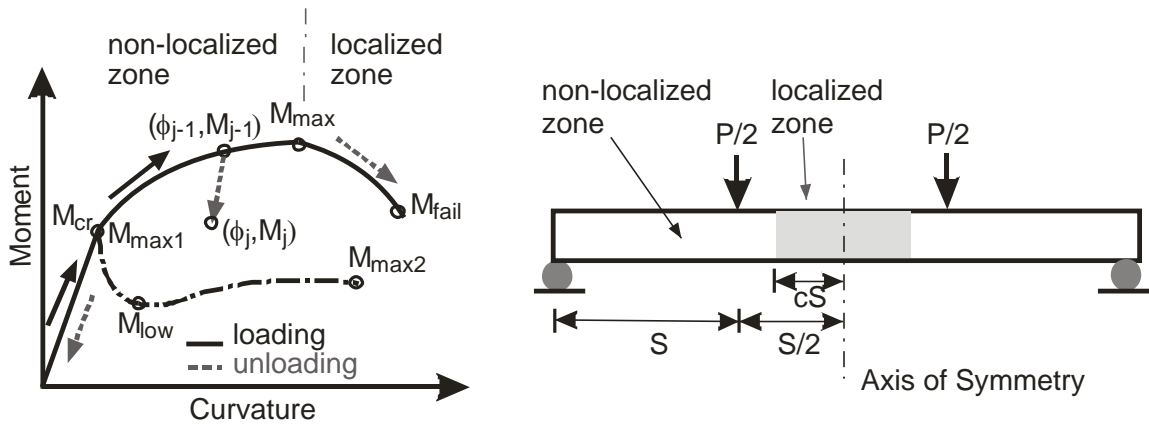 non-localized
zone
localized
zone
M_max
(ϕ_j-1, M_j-1)
M_cr
M_max1
(ϕ_j, M_j)
M_fail
M_max2
M_low
loading
unloading
Moment
Curvature
non-localized
zone
localized
zone
P/2
P/2
cS
S
S/2
Axis of Symmetry